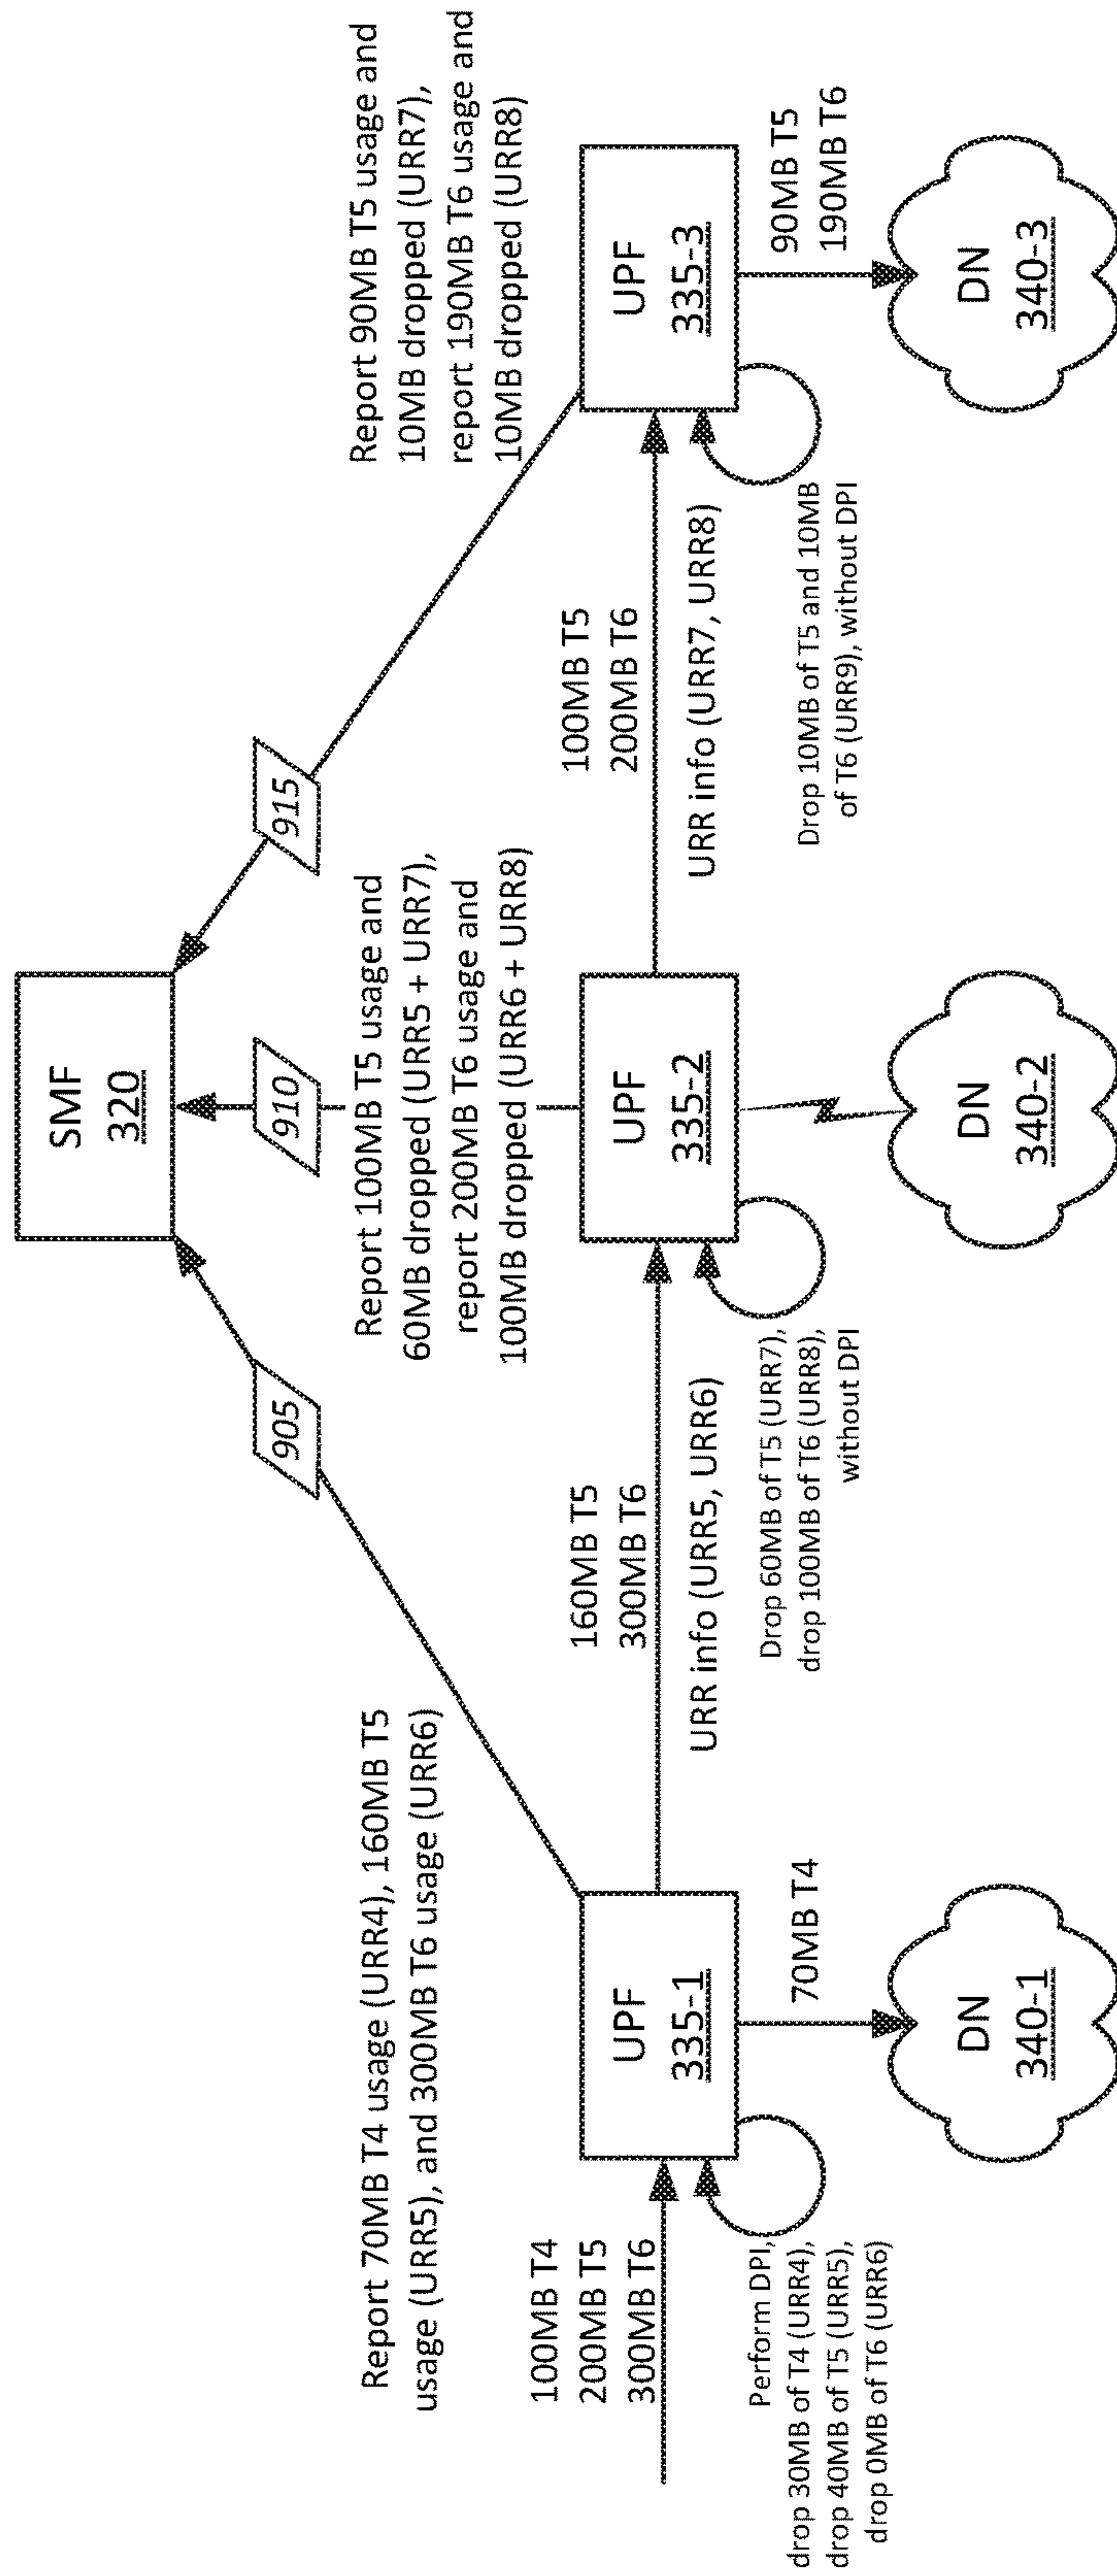 SMF
320
905
910
915
Report 70MB T4 usage (URR4), 160MB T5
usage (URR5), and 300MB T6 usage (URR6)
Report 100MB T5 usage and
60MB dropped (URR5 + URR7),
report 200MB T6 usage and
100MB dropped (URR6 + URR8)
Report 90MB T5 usage and
10MB dropped (URR7),
report 190MB T6 usage and
10MB dropped (URR8)
100MB T4
200MB T5
300MB T6
UPF
335-1
160MB T5
300MB T6
URR info (URR5, URR6)
UPF
335-2
100MB T5
200MB T6
URR info (URR7, URR8)
UPF
335-3
Perform DPI,
drop 30MB of T4 (URR4),
drop 40MB of T5 (URR5),
drop 0MB of T6 (URR6)
70MB T4
Drop 60MB of T5 (URR7),
drop 100MB of T6 (URR8),
without DPI
Drop 10MB of T5 and 10MB
of T6 (URR9), without DPI
90MB T5
190MB T6
DN
340-1
DN
340-2
DN
340-3